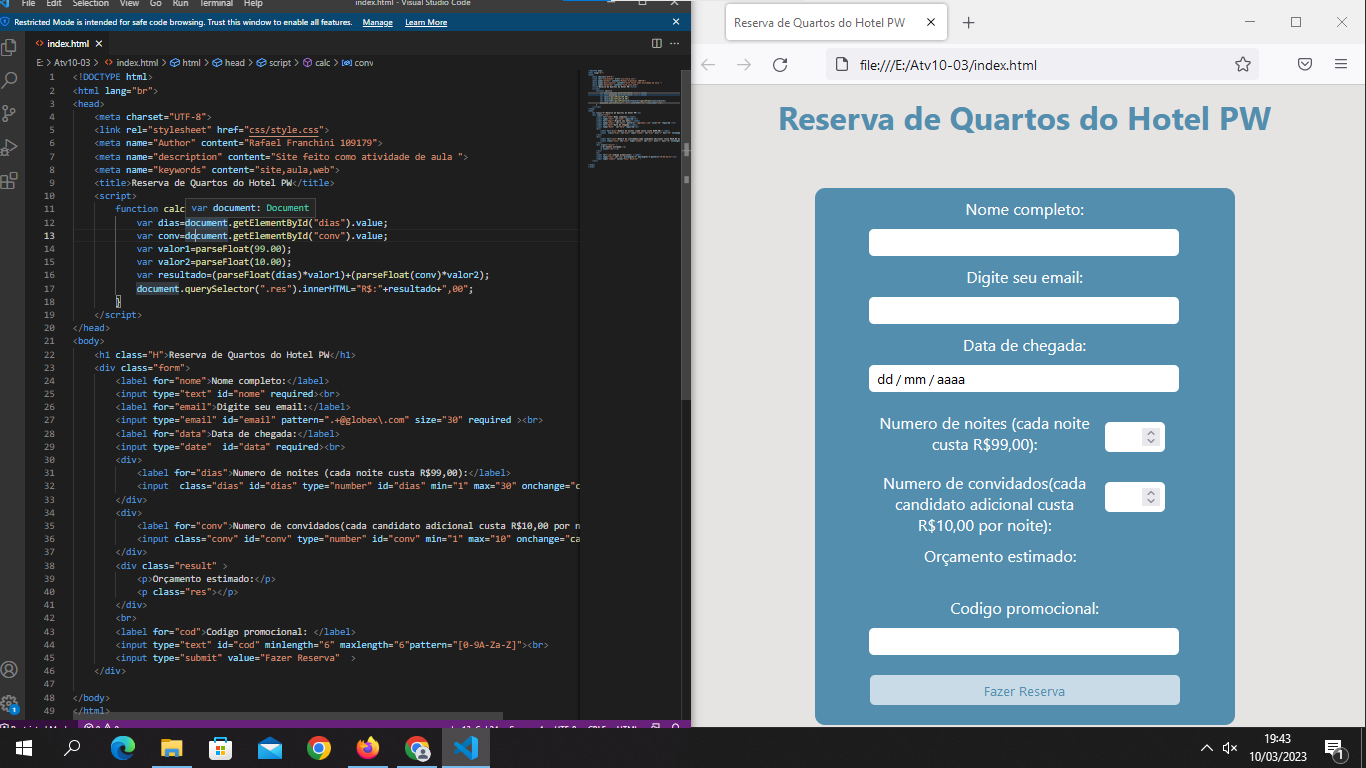 File Edit Selection View Go Run Terminal Help index.html - Visual Studio Code
Restricted Mode is intended for safe code browsing. Trust this window to enable all features. Manage Learn More
index.html
E: > Atv10-03 > index.html > html > head > script > calc > conv
1 <!DOCTYPE html>
2 <html lang="br">
3 <head>
4 <meta charset="UTF-8">
5 <link rel="stylesheet" href="css/style.css">
6 <meta name="Author" content="Rafael Franchini 109179">
7 <meta name="description" content="Site feito como atividade de aula ">
8 <meta name="keywords" content="site,aula,web">
9 <title>Reserva de Quartos do Hotel PW</title>
10 <script>
11 function calc
var document: Document
12 var dias=document.getElementById("dias").value;
13 var conv=document.getElementById("conv").value;
14 var valor1=parseFloat(99.00);
15 var valor2=parseFloat(10.00);
16 var resultado=(parseFloat(dias)*valor1)+(parseFloat(conv)*valor2);
17 document.querySelector(".res").innerHTML="R$:"+resultado+",00";
18 }
19 </script>
20 </head>
21 <body>
22 <h1 class="H">Reserva de Quartos do Hotel PW</h1>
23 <div class="form">
24 <label for="nome">Nome completo:</label>
25 <input type="text" id="nome" required><br>
26 <label for="email">Digite seu email:</label>
27 <input type="email" id="email" pattern=".+@globex\.com" size="30" required ><br>
28 <label for="data">Data de chegada:</label>
29 <input type="date"  id="data" required><br>
30 <div>
31 <label for="dias">Numero de noites (cada noite custa R$99,00):</label>
32 <input  class="dias" id="dias" type="number" id="dias" min="1" max="30" onchange="c
33 </div>
34 <div>
35 <label for="conv">Numero de convidados(cada candidato adicional custa R$10,00 por n
36 <input class="conv" id="conv" type="number" id="conv" min="1" max="10" onchange="ca
37 </div>
38 <div class="result" >
39 <p>Orçamento estimado:</p>
40 <p class="res"></p>
41 </div>
42 <br>
43 <label for="cod">Codigo promocional: </label>
44 <input type="text" id="cod" minlength="6" maxlength="6"pattern="[0-9A-Za-Z]"><br>
45 <input type="submit" value="Fazer Reserva"  >
46 </div>
47
48 </body>
49 </html>
Reserva de Quartos do Hotel PW
file:///E:/Atv10-03/index.html
Reserva de Quartos do Hotel PW
Nome completo:
Digite seu email:
Data de chegada:
dd / mm / aaaa
Numero de noites (cada noite
custa R$99,00):
Numero de convidados(cada
candidato adicional custa
R$10,00 por noite):
Orçamento estimado:
Codigo promocional:
Fazer Reserva
19:43
10/03/2023
1
1